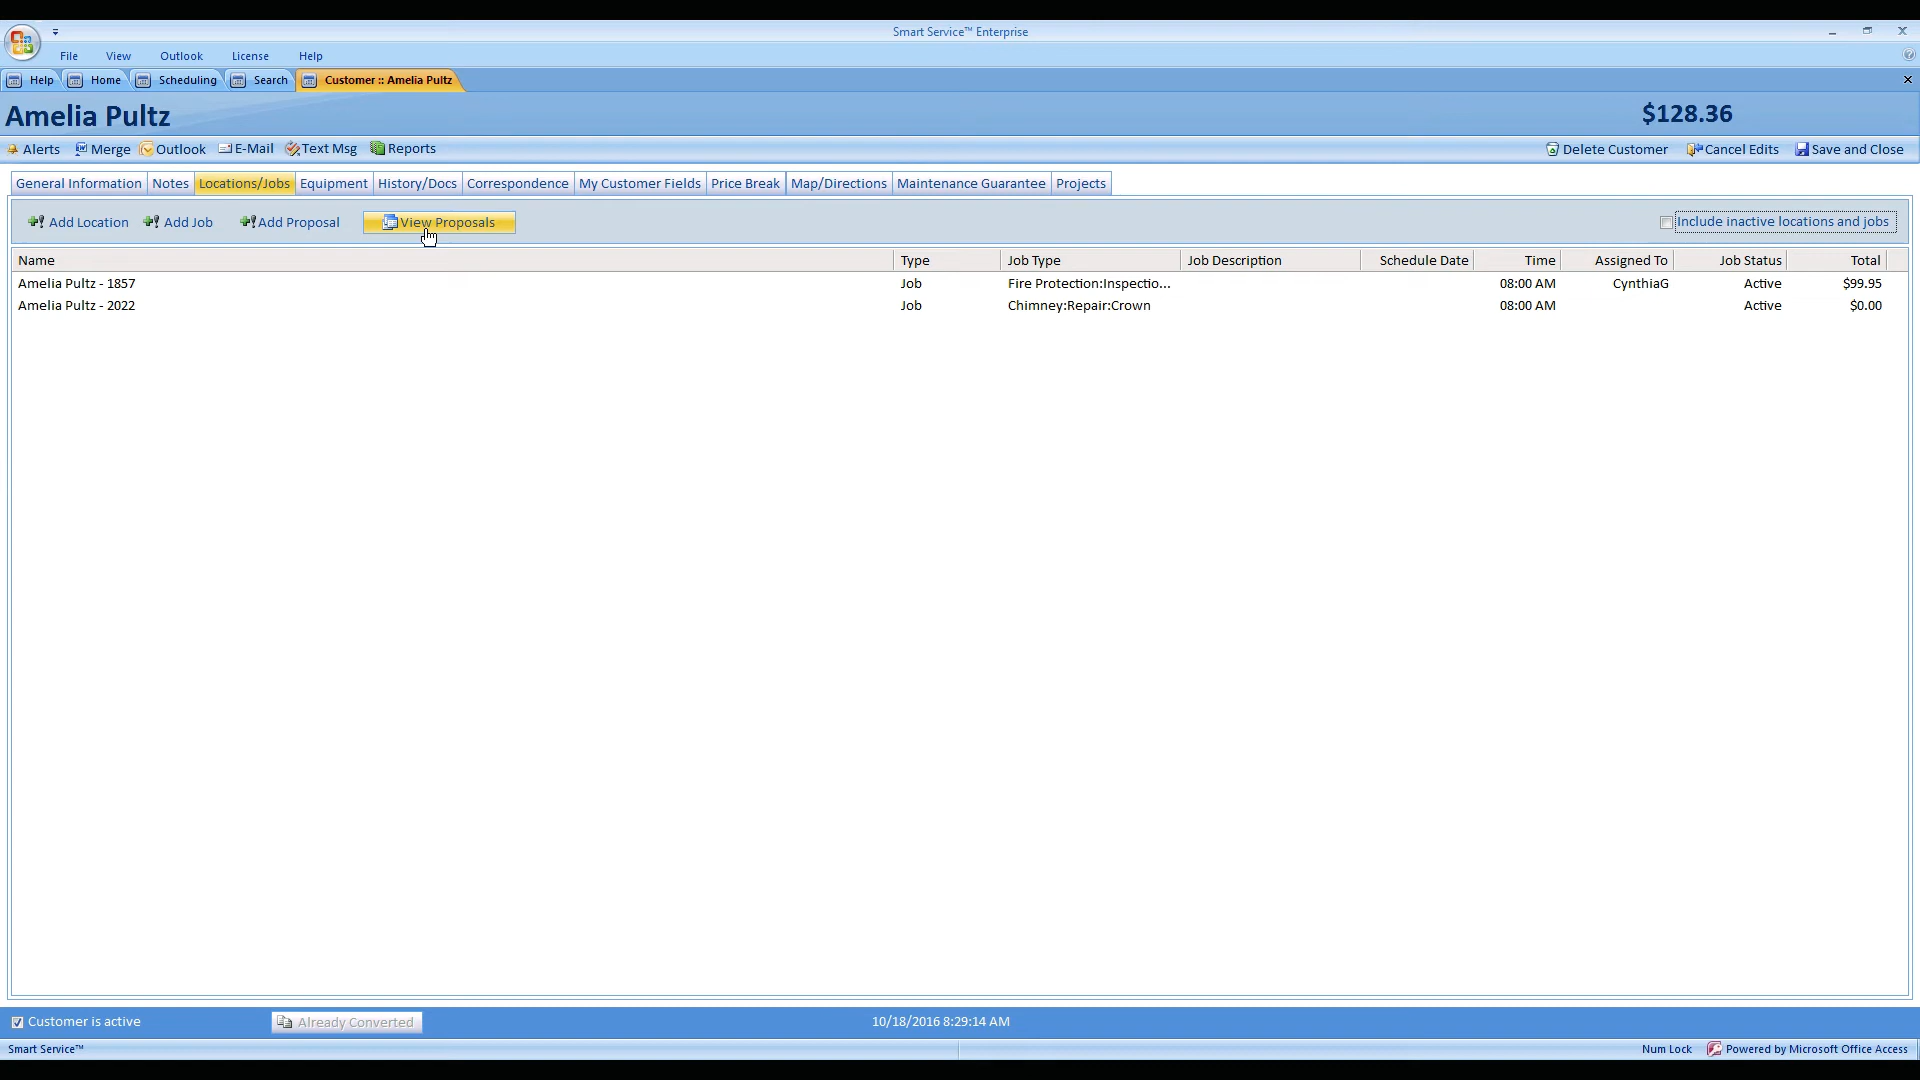 Smart Service™ Enterprise
File View Outlook License Help
Help Home Scheduling Search Customer :: Amelia Pultz
Amelia Pultz $128.36
Alerts Merge Outlook E-Mail Text Msg Reports Delete Customer Cancel Edits Save and Close
General Information Notes Locations/Jobs Equipment History/Docs Correspondence My Customer Fields Price Break Map/Directions Maintenance Guarantee Projects
Add Location Add Job Add Proposal View Proposals Include inactive locations and jobs
Name Type Job Type Job Description Schedule Date Time Assigned To Job Status Total
Amelia Pultz - 1857 Job Fire Protection:Inspectio... 08:00 AM CynthiaG Active $99.95
Amelia Pultz - 2022 Job Chimney:Repair:Crown 08:00 AM Active $0.00
Customer is active Already Converted 10/18/2016 8:29:14 AM
Smart Service™ Num Lock Powered by Microsoft Office Access